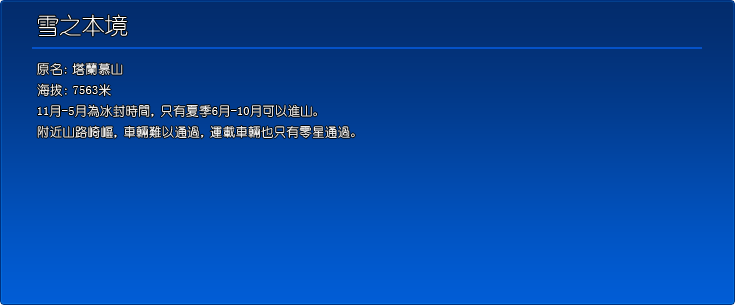 雪之本境
原名: 塔蘭慕山
海拔: 7563米
11月-5月為冰封時間, 只有夏季6月-10月可以進山。
附近山路崎嶇, 車輛難以通過, 運載車輛也只有零星通過。